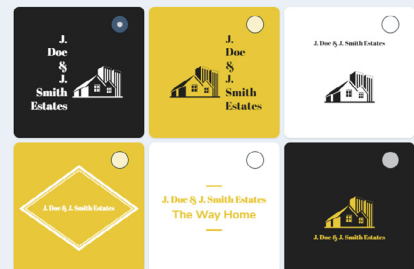 J.
Doe
&
J.
Smith
Estates
J.
Doe
&
J.
Smith
Estates
J. Doe & J. Smith Estates
J. Doe & J. Smith Estates
J. Doe & J. Smith Estates
The Way Home
J. Doe & J. Smith Estates